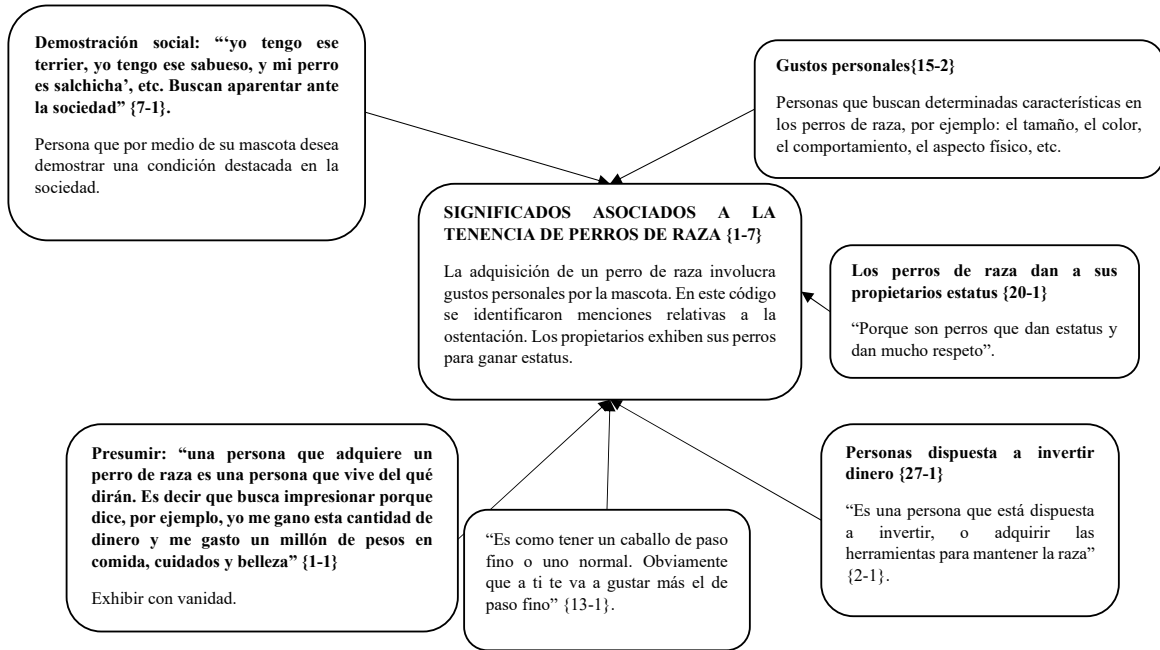 Demostración social: “‘yo tengo ese
terrier, yo tengo ese sabueso, y mi perro
es salchicha’, etc. Buscan aparentar ante
la sociedad” {7-1}.
Persona que por medio de su mascota desea
demostrar una condición destacada en la
sociedad.
Gustos personales{15-2}
Personas que buscan determinadas características en
los perros de raza, por ejemplo: el tamaño, el color,
el comportamiento, el aspecto físico, etc.
SIGNIFICADOS ASOCIADOS A LA
TENENCIA DE PERROS DE RAZA {1-7}
La adquisición de un perro de raza involucra
gustos personales por la mascota. En este código
se identificaron menciones relativas a la
ostentación. Los propietarios exhiben sus perros
para ganar estatus.
Los perros de raza dan a sus
propietarios estatus {20-1}
“Porque son perros que dan estatus y
dan mucho respeto”.
Presumir: “una persona que adquiere un
perro de raza es una persona que vive del qué
dirán. Es decir que busca impresionar porque
dice, por ejemplo, yo me gano esta cantidad de
dinero y me gasto un millón de pesos en
comida, cuidados y belleza” {1-1}
Exhibir con vanidad.
“Es como tener un caballo de paso
fino o uno normal. Obviamente
que a ti te va a gustar más el de
paso fino” {13-1}.
Personas dispuesta a invertir
dinero {27-1}
“Es una persona que está dispuesta
a invertir, o adquirir las
herramientas para mantener la raza”
{2-1}.